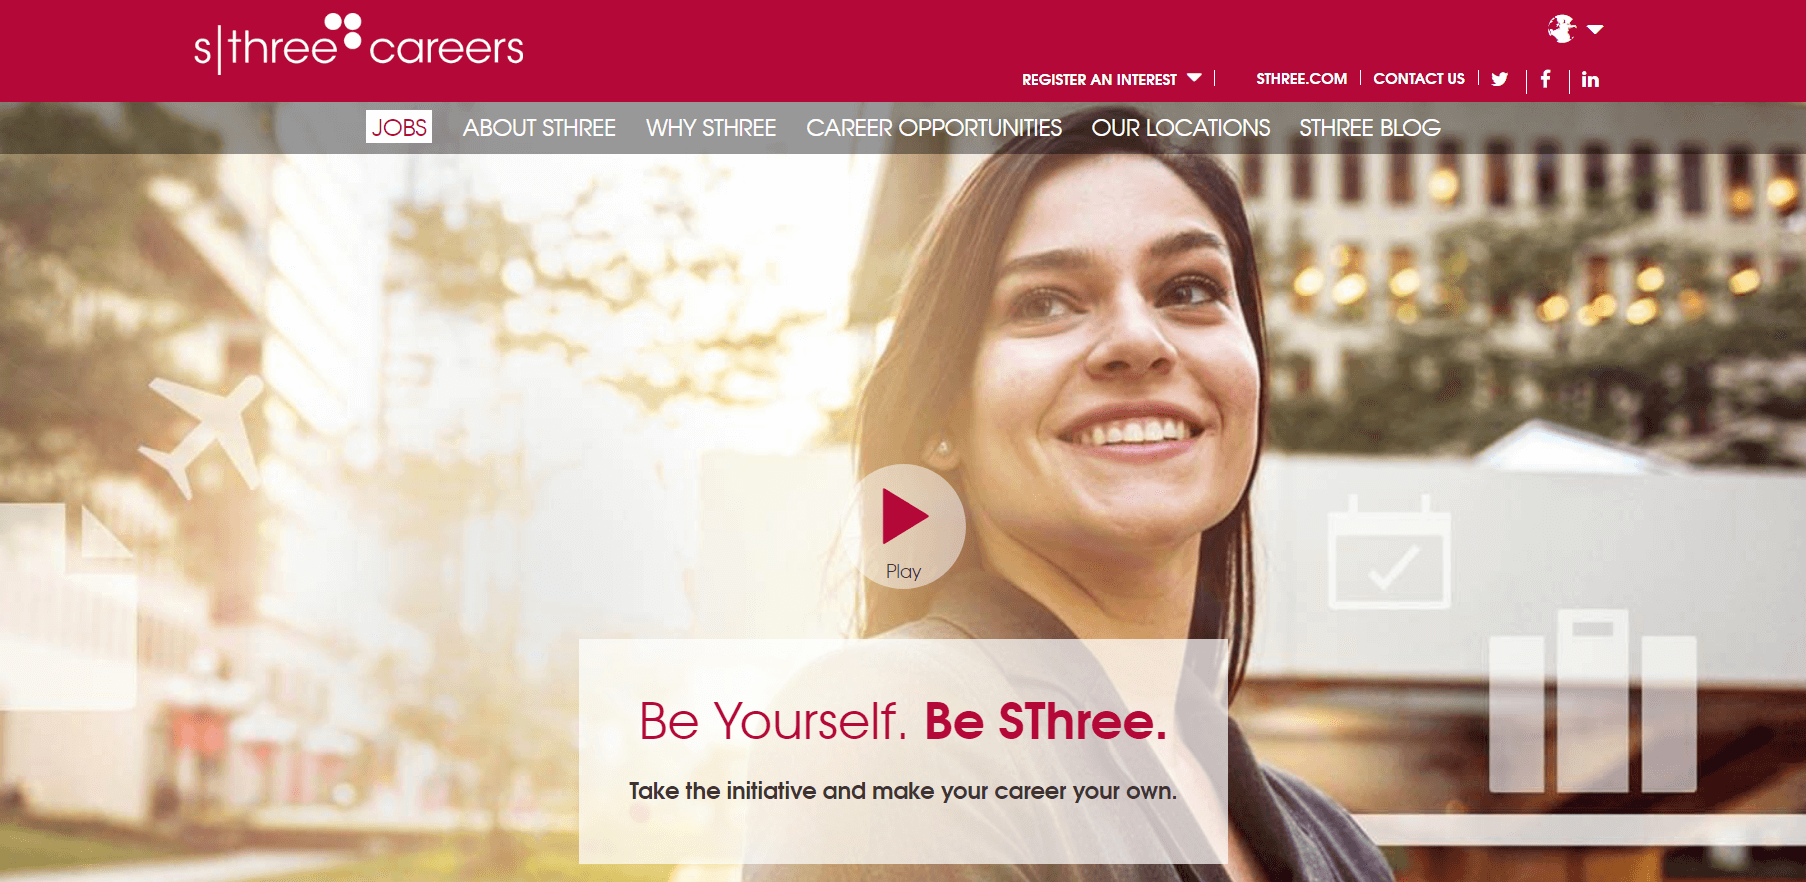 s|three careers
REGISTER AN INTEREST
STHREE.COM
CONTACT US
JOBS
ABOUT STHREE
WHY STHREE
CAREER OPPORTUNITIES
OUR LOCATIONS
STHREE BLOG
Play
Be Yourself. Be SThree.
Take the initiative and make your career your own.